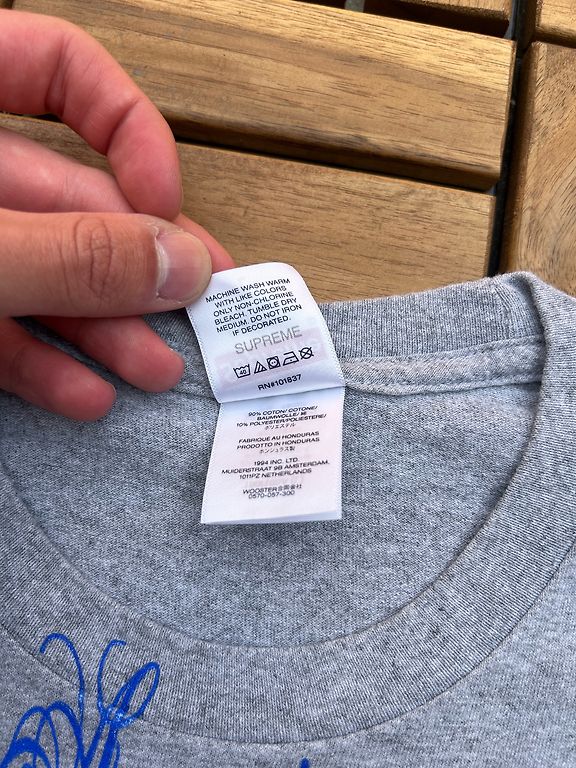 MACHINE WASH WARM
WITH LIKE COLORS
ONLY NON-CHLORINE
BLEACH. TUMBLE DRY
MEDIUM. DO NOT IRON
IF DECORATED.
SUPREME
40
RN#101837
90% COTON/ COTONE/
BAUMWOLLE/ 綿
10% POLYESTER/POLIESTERE/
ポリエステル
FABRIQUE AU HONDURAS
PRODOTTO IN HONDURAS
ホンジュラス製
1994 INC. LTD.
MUIDERSTRAAT 9B AMSTERDAM,
1011PZ NETHERLANDS
WOOSTER合同会社
0570-057-300